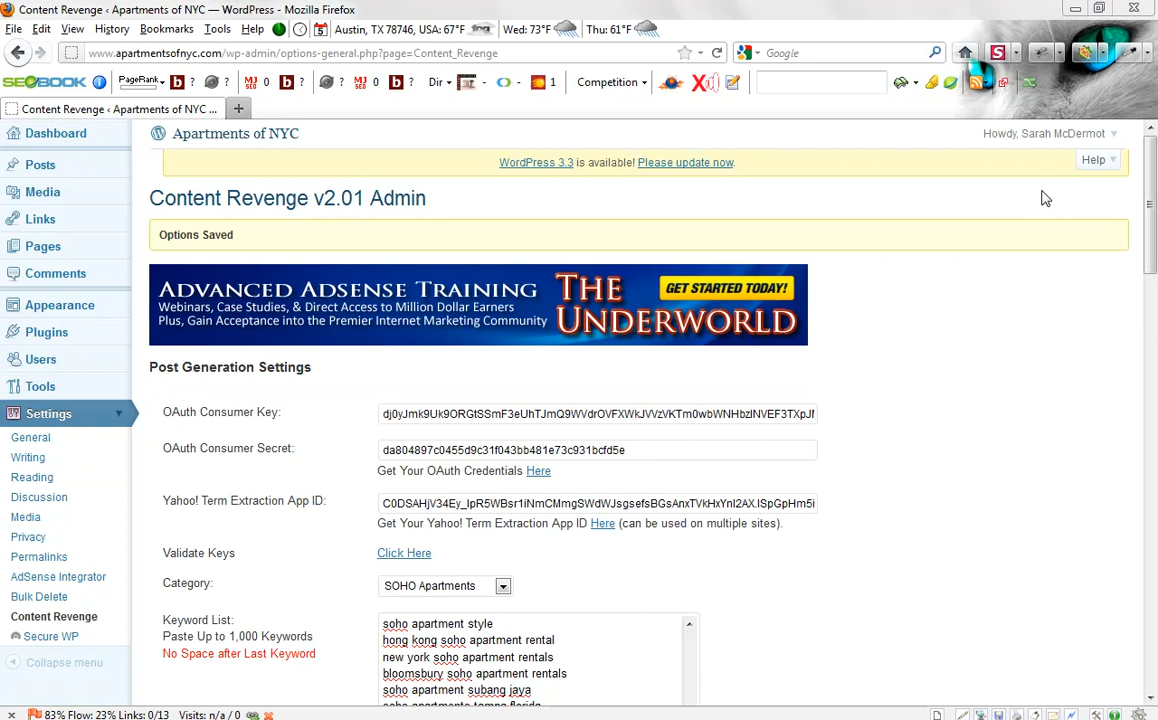 Content Revenge ‹ Apartments of NYC — WordPress - Mozilla Firefox
File Edit View History Bookmarks Tools Help Austin, TX 78746, USA: 67°F Wed: 73°F Thu: 61°F
www.apartmentsofnyc.com/wp-admin/options-general.php?page=Content_Revenge
Google
SEOBOOK PageRank ? 0 ? ? 0 ? Dir 1 Competition
Content Revenge ‹ Apartments of NYC ...
Dashboard
Posts
Media
Links
Pages
Comments
Appearance
Plugins
Users
Tools
Settings
General
Writing
Reading
Discussion
Media
Privacy
Permalinks
AdSense Integrator
Bulk Delete
Content Revenge
Secure WP
Collapse menu
Apartments of NYC
Howdy, Sarah McDermot
WordPress 3.3 is available! Please update now.
Help
Content Revenge v2.01 Admin
Options Saved
ADVANCED ADSENSE TRAINING
Webinars, Case Studies, & Direct Access to Million Dollar Earners
Plus, Gain Acceptance into the Premier Internet Marketing Community
THE UNDERWORLD
GET STARTED TODAY!
Post Generation Settings
OAuth Consumer Key:
OAuth Consumer Secret:
da804897c0455d9c31f043bb481e73c931bcfd5e
Get Your OAuth Credentials Here
Yahoo! Term Extraction App ID:
Get Your Yahoo! Term Extraction App ID Here (can be used on multiple sites).
Validate Keys
Click Here
Category:
SOHO Apartments
Keyword List:
Paste Up to 1,000 Keywords
No Space after Last Keyword
soho apartment style
hong kong soho apartment rental
new york soho apartment rentals
bloomsbury soho apartment rentals
soho apartment subang jaya
soho apartments tampa florida
83% Flow: 23% Links: 0/13 Visits: n/a / 0